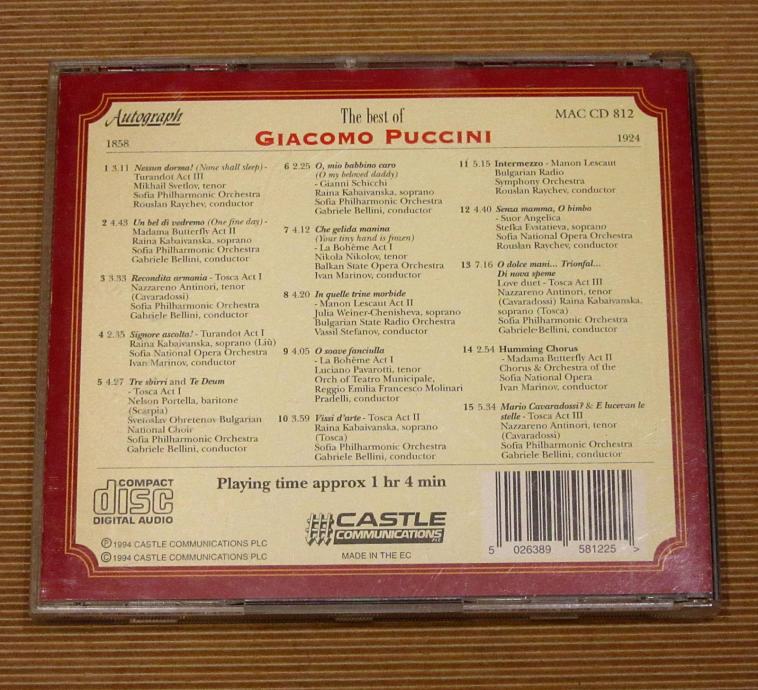 Autograph
The best of
MAC CD 812
1858
GIACOMO PUCCINI
1924
1 3.11 Nessun dorma! (None shall sleep) -
Turandot Act III
Mikhail Svetlov, tenor
Sofia Philharmonic Orchestra
Rouslan Raychev, conductor
2 4.43 Un bel dì vedremo (One fine day) -
Madama Butterfly Act II
Raina Kabaivanska, soprano
Sofia Philharmonic Orchestra
Gabriele Bellini, conductor
3 3.33 Recondita armonia - Tosca Act I
Nazzareno Antinori, tenor
(Cavaradossi)
Sofia Philharmonic Orchestra
Gabriele Bellini, conductor
4 2.35 Signore ascolta! - Turandot Act I
Raina Kabaivanska, soprano (Liù)
Sofia National Opera Orchestra
Ivan Marinov, conductor
5 4.27 Tre sbirri and Te Deum
- Tosca Act I
Nelson Portella, baritone
(Scarpia)
Svetoslav Obretenov Bulgarian
National Choir
Sofia Philharmonic Orchestra
Gabriele Bellini, conductor
6 2.25 O, mio babbino caro
(O my beloved daddy)
- Gianni Schicchi
Raina Kabaivanska, soprano
Sofia Philharmonic Orchestra
Gabriele Bellini, conductor
7 4.12 Che gelida manina
(Your tiny hand is frozen)
- La Bohême Act I
Nikola Nikolov, tenor
Balkan State Opera Orchestra
Ivan Marinov, conductor
8 4.20 In quelle trine morbide
- Manon Lescaut Act II
Julia Weiner-Chenisheva, soprano
Bulgarian State Radio Orchestra
Vassil Stefanov, conductor
9 4.05 O soave fanciulla
- La Bohême Act I
Luciano Pavarotti, tenor
Orch of Teatro Municipale,
Reggio Emilia Francesco Molinari
Pradelli, conductor
10 3.59 Vissi d'arte - Tosca Act II
Raina Kabaivanska, soprano
(Tosca)
Sofia Philharmonic Orchestra
Gabriele Bellini, conductor
11 5.15 Intermezzo - Manon Lescaut
Bulgarian Radio
Symphony Orchestra
Rouslan Raychev, conductor
12 4.40 Senza mamma, O bimbo
- Suor Angelica
Stefka Evstatieva, soprano
Sofia National Opera Orchestra
Rouslan Raychev, conductor
13 7.16 O dolce mani... Trionfal...
Di nova speme
Love duet - Tosca Act III
Nazzareno Antinori, tenor
(Cavaradossi) Raina Kabaivanska,
soprano (Tosca)
Sofia Philharmonic Orchestra
Gabriele Bellini, conductor
14 2.54 Humming Chorus
- Madama Butterfly Act II
Chorus & Orchestra of the
Sofia National Opera
Ivan Marinov, conductor
15 5.34 Mario Cavaradossi? & E lucevan le
stelle - Tosca Act III
Nazzareno Antinori, tenor
(Cavaradossi)
Sofia Philharmonic Orchestra
Gabriele Bellini, conductor
COMPACT
disc
DIGITAL AUDIO
Playing time approx 1 hr 4 min
CASTLE
COMMUNICATIONS PLC
MADE IN THE EC
℗ 1994 CASTLE COMMUNICATIONS PLC
© 1994 CASTLE COMMUNICATIONS PLC
5 026389 581225 >